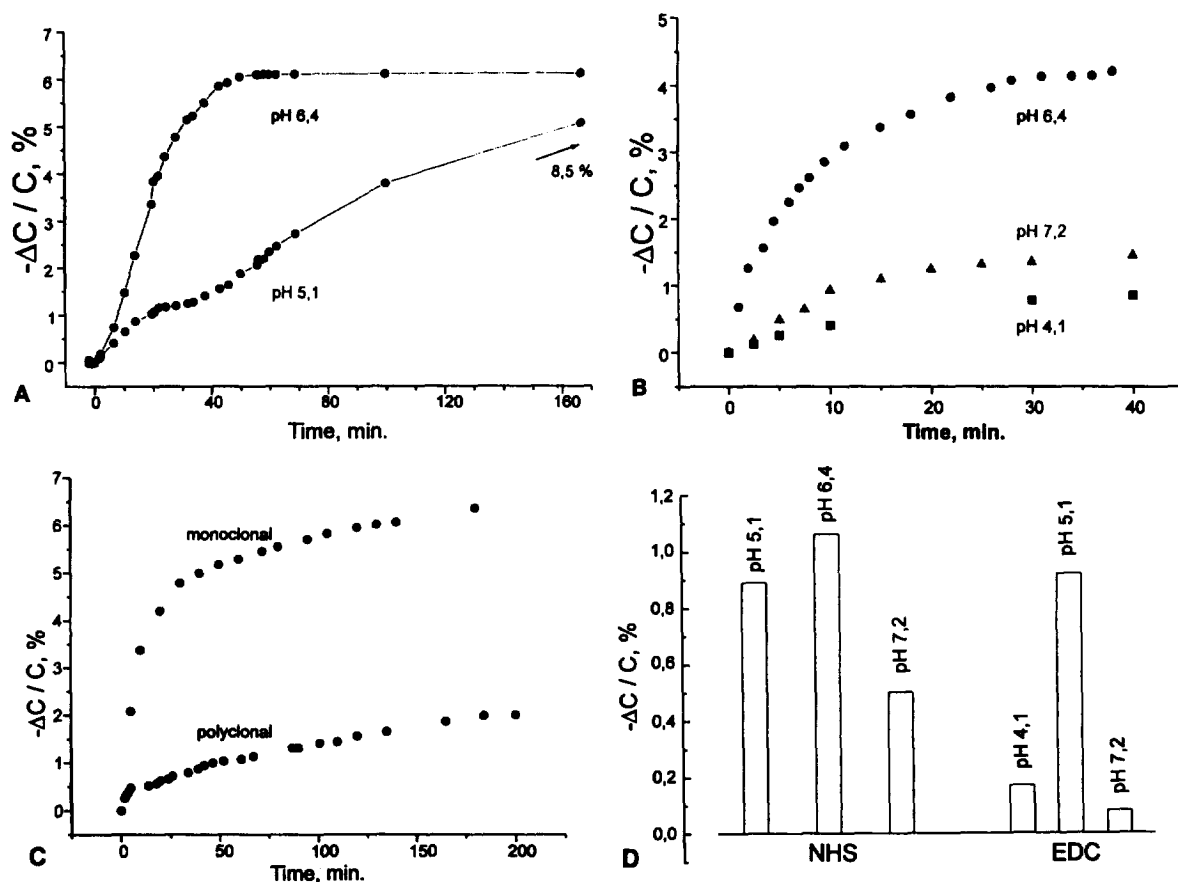 7
6
5
4
3
2
1
0
-ΔC / C, %
pH 6,4
pH 5,1
8,5 %
0
40
80
120
160
Time, min.
A
5
4
3
2
1
0
-ΔC / C, %
pH 6,4
pH 7,2
pH 4,1
0
10
20
30
40
Time, min.
B
7
6
5
4
3
2
1
0
-ΔC / C, %
monoclonal
polyclonal
0
50
100
150
200
Time, min.
C
1,2
1,0
0,8
0,6
0,4
0,2
0,0
-ΔC / C, %
pH 5,1
pH 6,4
pH 7,2
pH 4,1
pH 5,1
pH 7,2
NHS
EDC
D